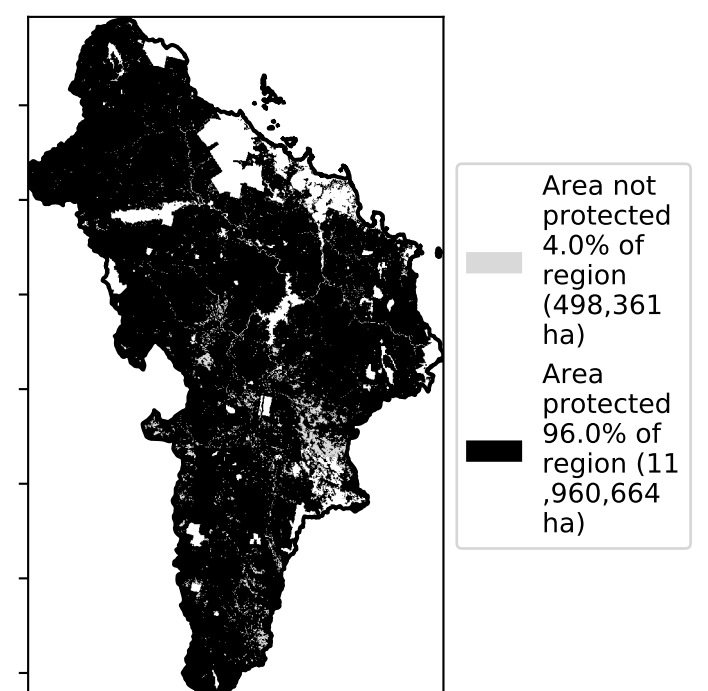 Area not
protected
4.0% of
region
(498,361
ha)
Area
protected
96.0% of
region (11
,960,664
ha)